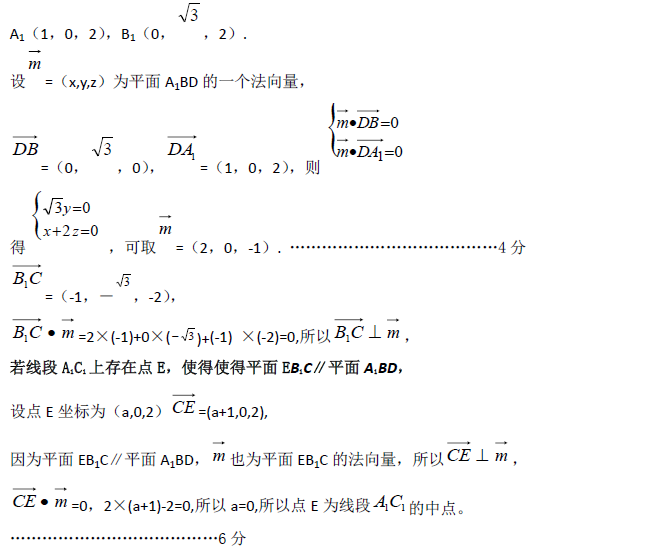 A₁（1，0，2），B₁（0，√3，2）.
设 m⃗ =（x,y,z）为平面 A₁BD 的一个法向量，
DB⃗ =（0，√3，0），DA₁⃗ =（1，0，2），则 {m⃗•DB⃗=0 m⃗•DA₁⃗=0
得 {√3y=0 x+2z=0 ，可取 m⃗ =（2，0，-1）. ……………………………………4 分
B₁C⃗ =（-1，－√3，-2），
B₁C⃗ • m⃗ =2×(-1)+0×(−√3)+(-1) ×(-2)=0,所以 B₁C⃗ ⊥ m⃗ ，
若线段 A₁C₁ 上存在点 E，使得使得平面 EB₁C∥平面 A₁BD，
设点 E 坐标为（a,0,2） CE⃗ =(a+1,0,2),
因为平面 EB₁C∥平面 A₁BD，m⃗ 也为平面 EB₁C 的法向量，所以 CE⃗ ⊥ m⃗ ，
CE⃗ • m⃗ =0，2×(a+1)-2=0,所以 a=0,所以点 E 为线段 A₁C₁ 的中点。
……………………………………6 分